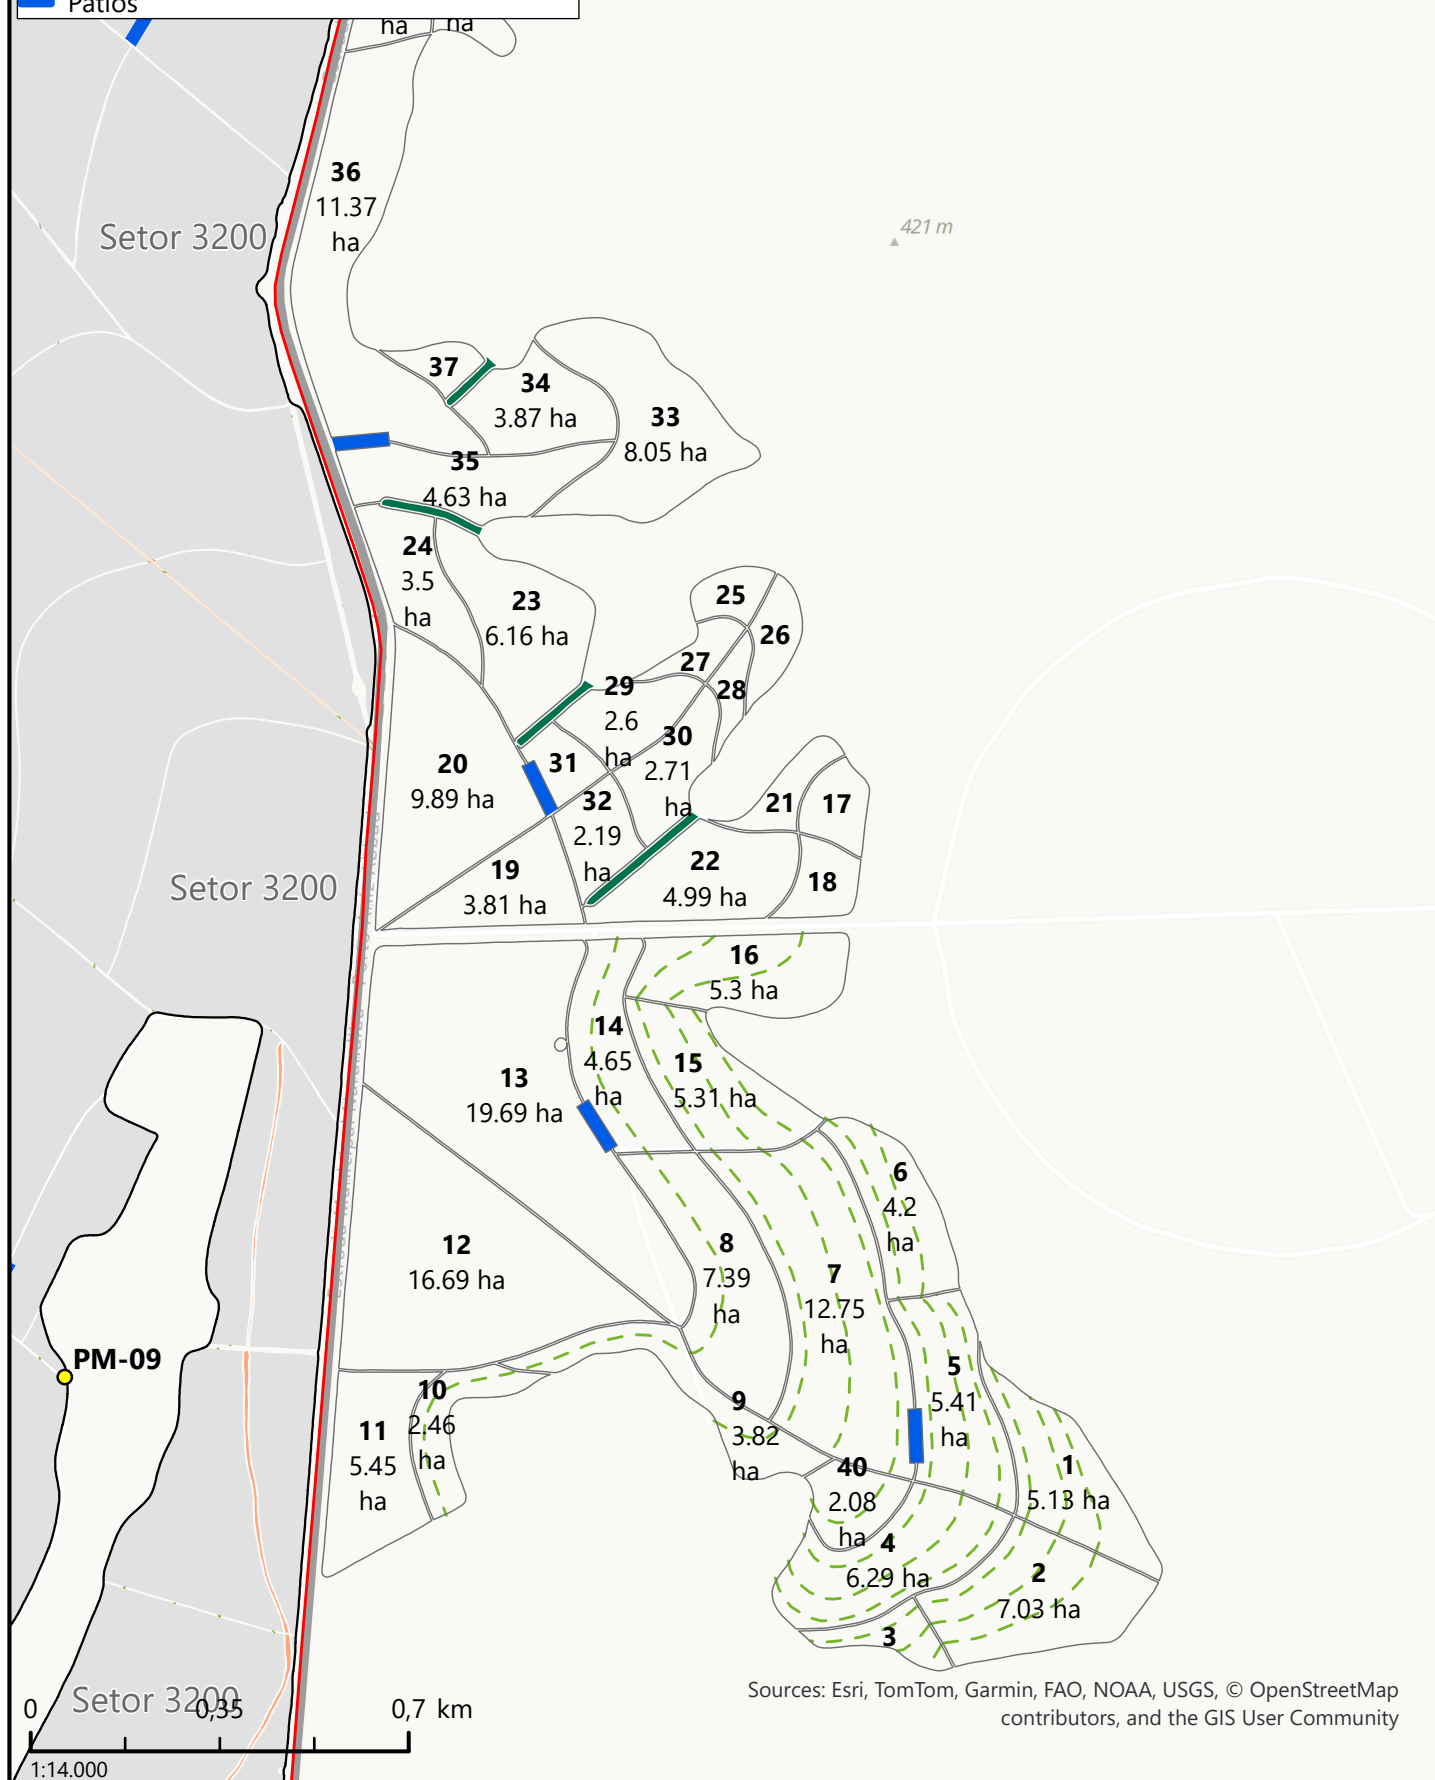 Patios
ha
ha
36
11.37
ha
Setor 3200
421 m
37
34
3.87 ha
33
8.05 ha
35
4.63 ha
24
3.5
ha
23
6.16 ha
25
26
27
28
29
2.6
ha
30
2.71
ha
20
9.89 ha
31
32
2.19
ha
21
17
19
3.81 ha
22
4.99 ha
18
Setor 3200
16
5.3 ha
14
4.65
ha
15
5.31 ha
13
19.69 ha
6
4.2
ha
12
16.69 ha
8
7.39
ha
7
12.75
ha
PM-09
10
2.46
ha
11
5.45
ha
9
3.82
ha
5
5.41
ha
1
5.13 ha
40
2.08
ha
4
6.29 ha
2
7.03 ha
3
Setor 3200
Sources: Esri, TomTom, Garmin, FAO, NOAA, USGS, © OpenStreetMap
contributors, and the GIS User Community
0 0,35 0,7 km
1:14.000